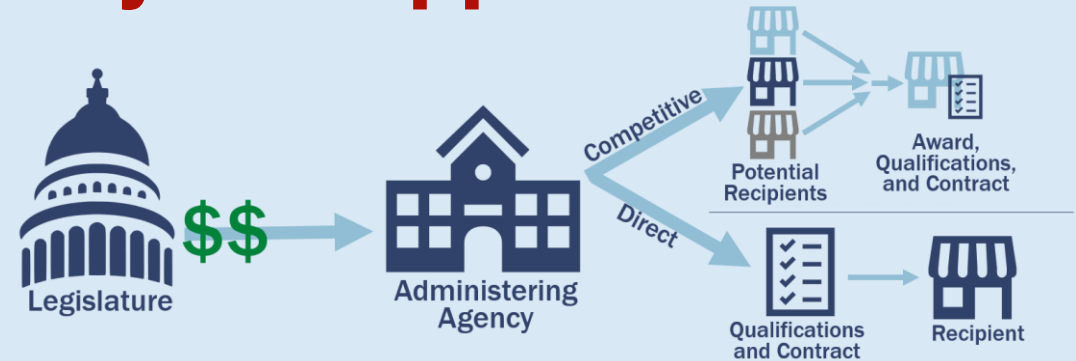 $$
Legislature
Administering
Agency
Competitive
Direct
Potential
Recipients
Award,
Qualifications,
and Contract
Qualifications
and Contract
Recipient